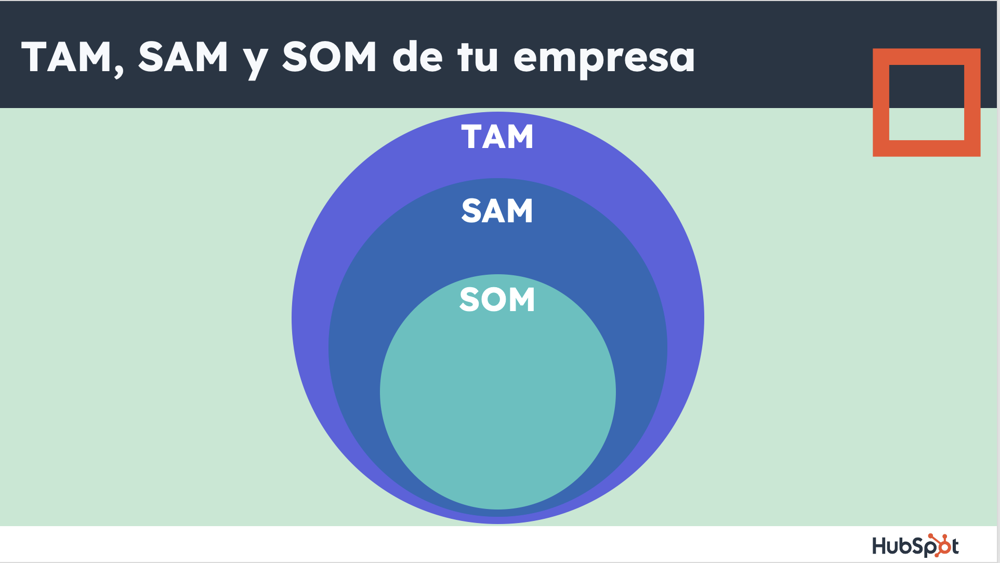 TAM, SAM y SOM de tu empresa
TAM
SAM
SOM
HubSpot